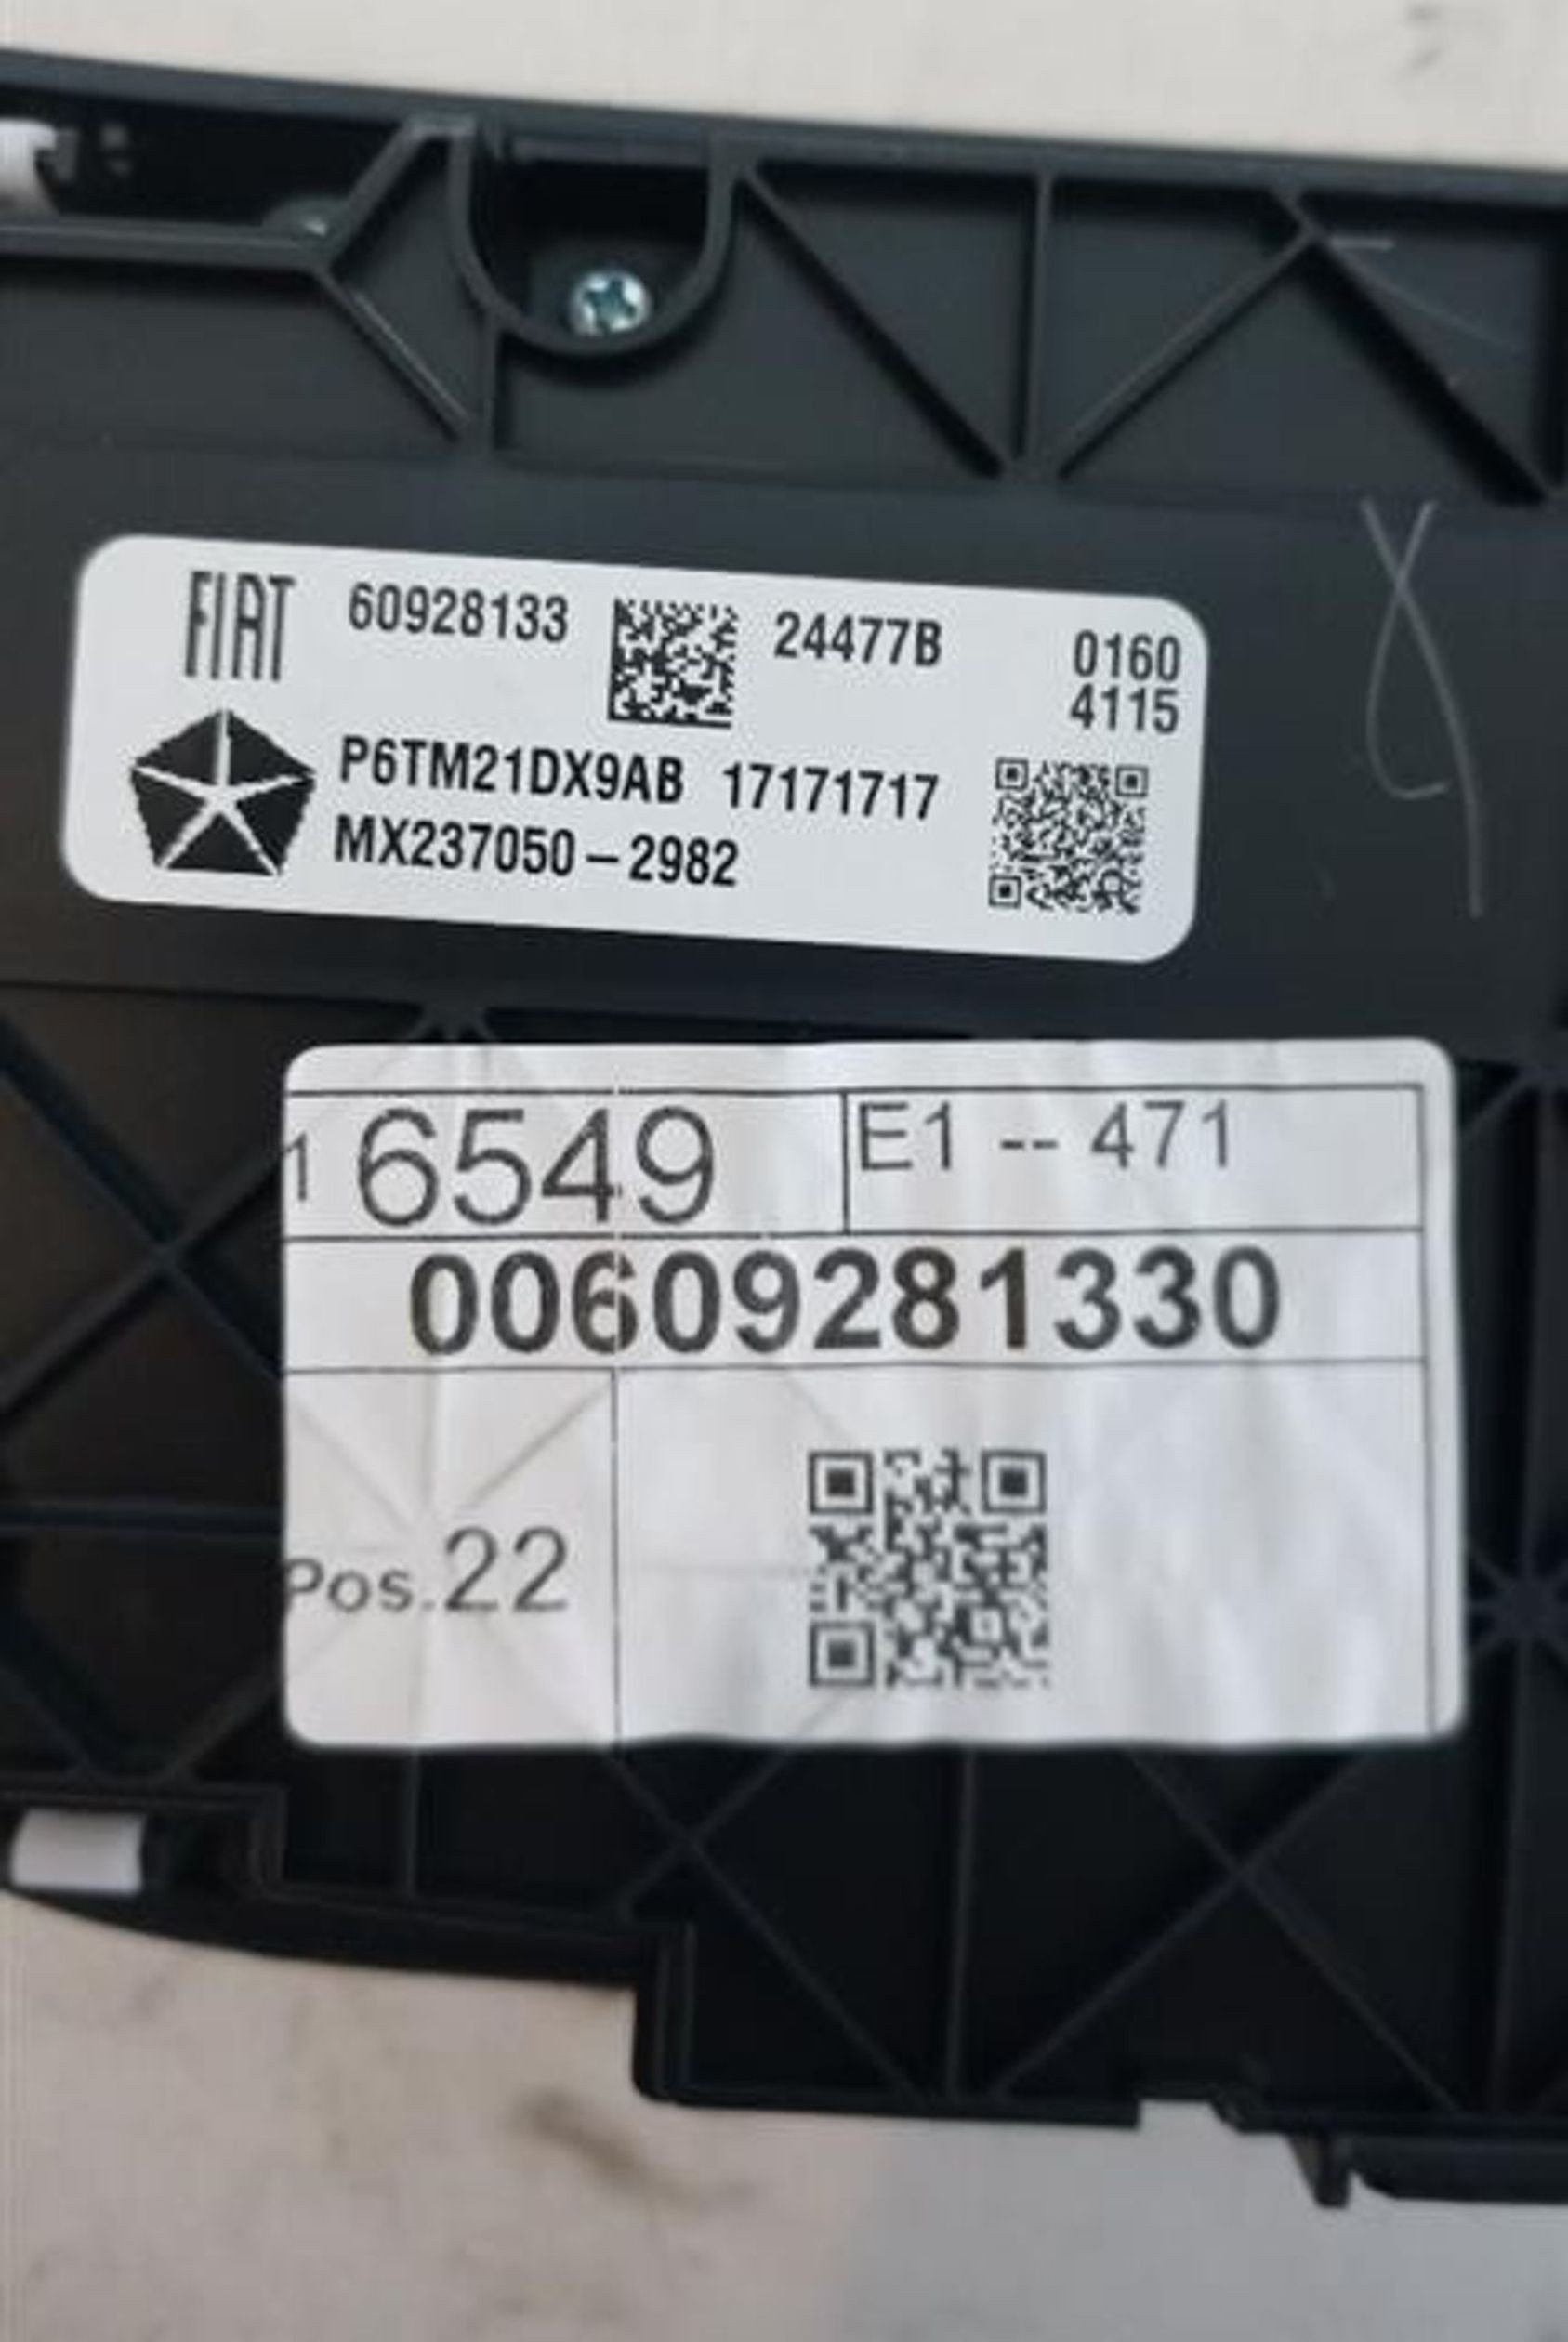 FIAT 60928133 24477B 0160
4115
P6TM21DX9AB 17171717
MX237050-2982
1 6549 E1 -- 471
00609281330
Pos.22